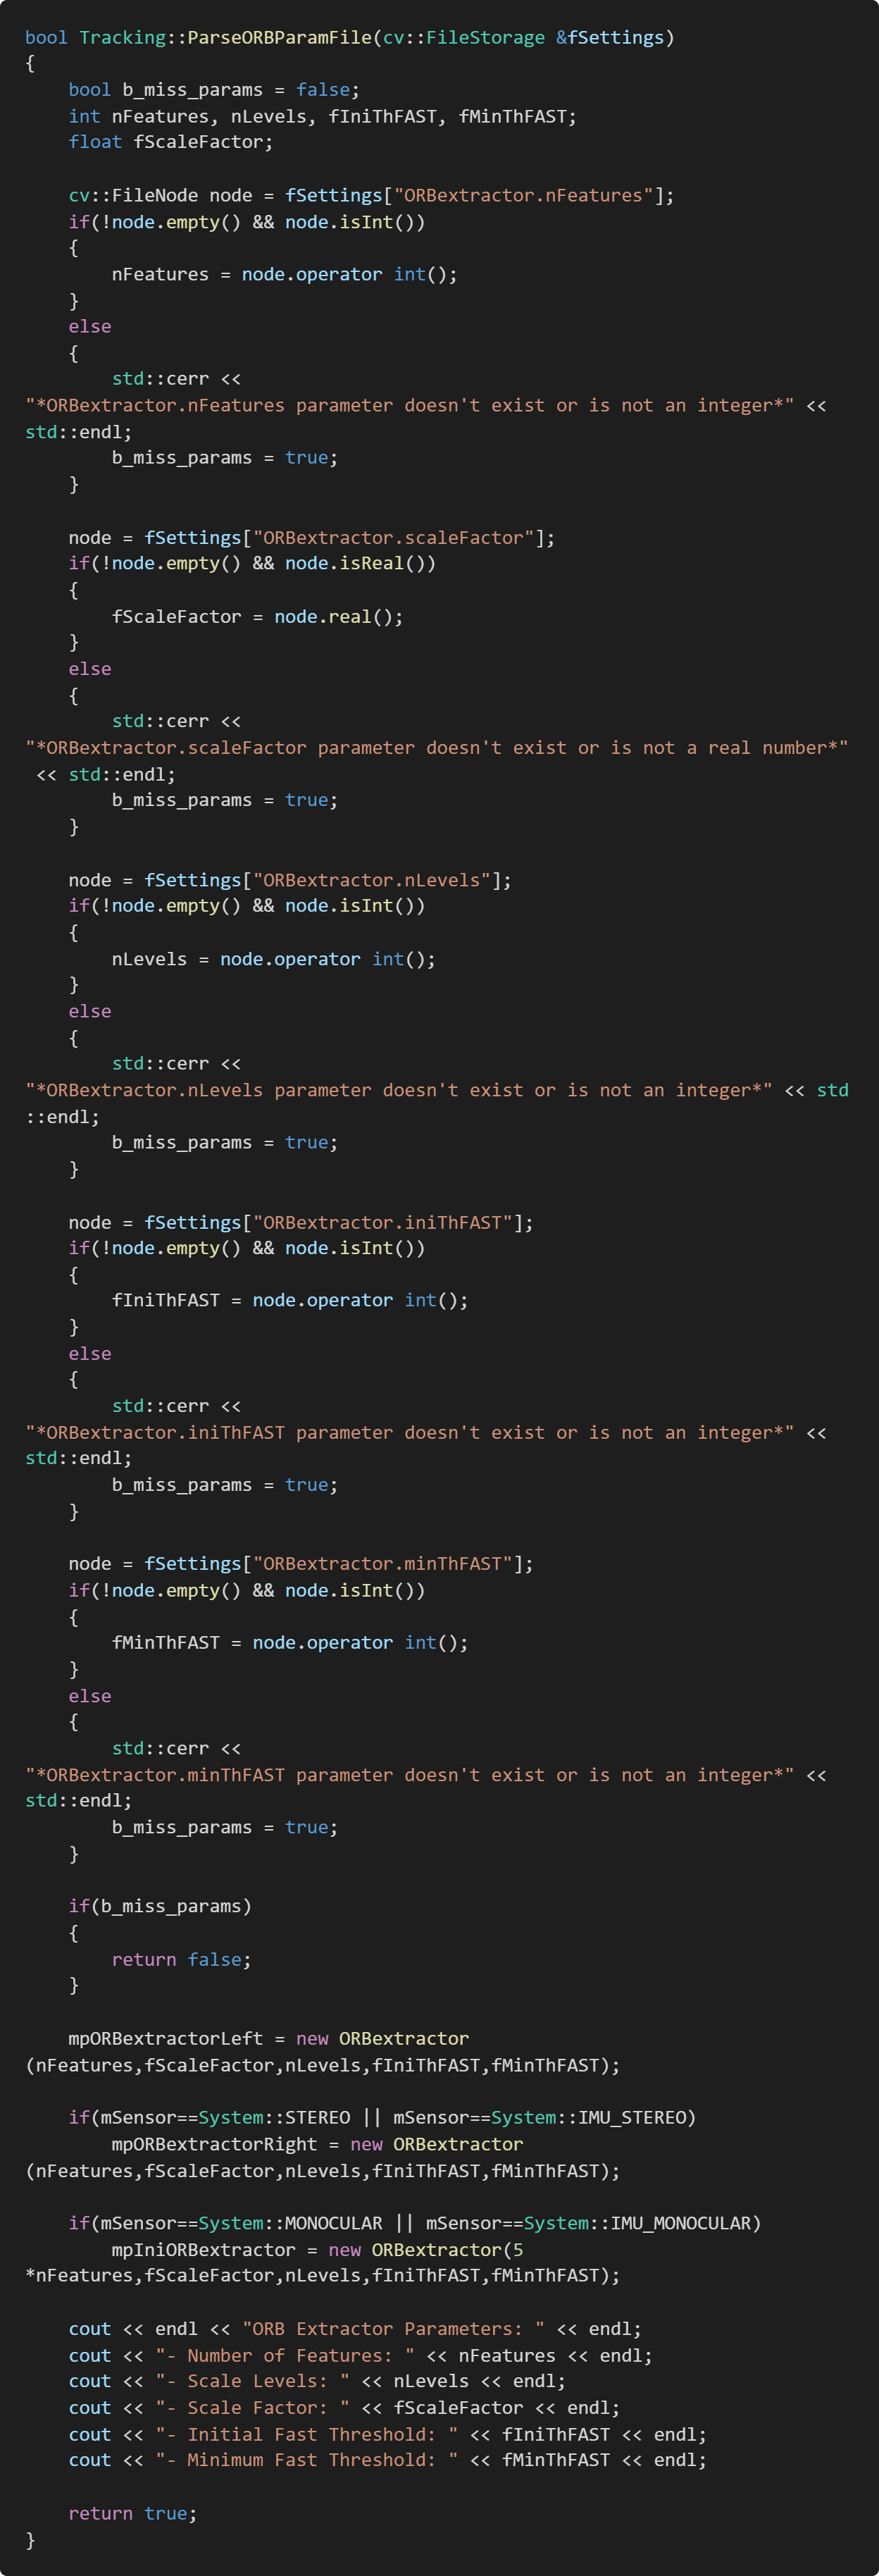 bool Tracking::ParseORBParamFile(cv::FileStorage &fSettings)
{
    bool b_miss_params = false;
    int nFeatures, nLevels, fIniThFAST, fMinThFAST;
    float fScaleFactor;

    cv::FileNode node = fSettings["ORBextractor.nFeatures"];
    if(!node.empty() && node.isInt())
    {
        nFeatures = node.operator int();
    }
    else
    {
        std::cerr <<
"*ORBextractor.nFeatures parameter doesn't exist or is not an integer*" <<
std::endl;
        b_miss_params = true;
    }

    node = fSettings["ORBextractor.scaleFactor"];
    if(!node.empty() && node.isReal())
    {
        fScaleFactor = node.real();
    }
    else
    {
        std::cerr <<
"*ORBextractor.scaleFactor parameter doesn't exist or is not a real number*"
 << std::endl;
        b_miss_params = true;
    }

    node = fSettings["ORBextractor.nLevels"];
    if(!node.empty() && node.isInt())
    {
        nLevels = node.operator int();
    }
    else
    {
        std::cerr <<
"*ORBextractor.nLevels parameter doesn't exist or is not an integer*" << std
::endl;
        b_miss_params = true;
    }

    node = fSettings["ORBextractor.iniThFAST"];
    if(!node.empty() && node.isInt())
    {
        fIniThFAST = node.operator int();
    }
    else
    {
        std::cerr <<
"*ORBextractor.iniThFAST parameter doesn't exist or is not an integer*" <<
std::endl;
        b_miss_params = true;
    }

    node = fSettings["ORBextractor.minThFAST"];
    if(!node.empty() && node.isInt())
    {
        fMinThFAST = node.operator int();
    }
    else
    {
        std::cerr <<
"*ORBextractor.minThFAST parameter doesn't exist or is not an integer*" <<
std::endl;
        b_miss_params = true;
    }

    if(b_miss_params)
    {
        return false;
    }

    mpORBextractorLeft = new ORBextractor
(nFeatures,fScaleFactor,nLevels,fIniThFAST,fMinThFAST);

    if(mSensor==System::STEREO || mSensor==System::IMU_STEREO)
        mpORBextractorRight = new ORBextractor
(nFeatures,fScaleFactor,nLevels,fIniThFAST,fMinThFAST);

    if(mSensor==System::MONOCULAR || mSensor==System::IMU_MONOCULAR)
        mpIniORBextractor = new ORBextractor(5
*nFeatures,fScaleFactor,nLevels,fIniThFAST,fMinThFAST);

    cout << endl << "ORB Extractor Parameters: " << endl;
    cout << "- Number of Features: " << nFeatures << endl;
    cout << "- Scale Levels: " << nLevels << endl;
    cout << "- Scale Factor: " << fScaleFactor << endl;
    cout << "- Initial Fast Threshold: " << fIniThFAST << endl;
    cout << "- Minimum Fast Threshold: " << fMinThFAST << endl;

    return true;
}